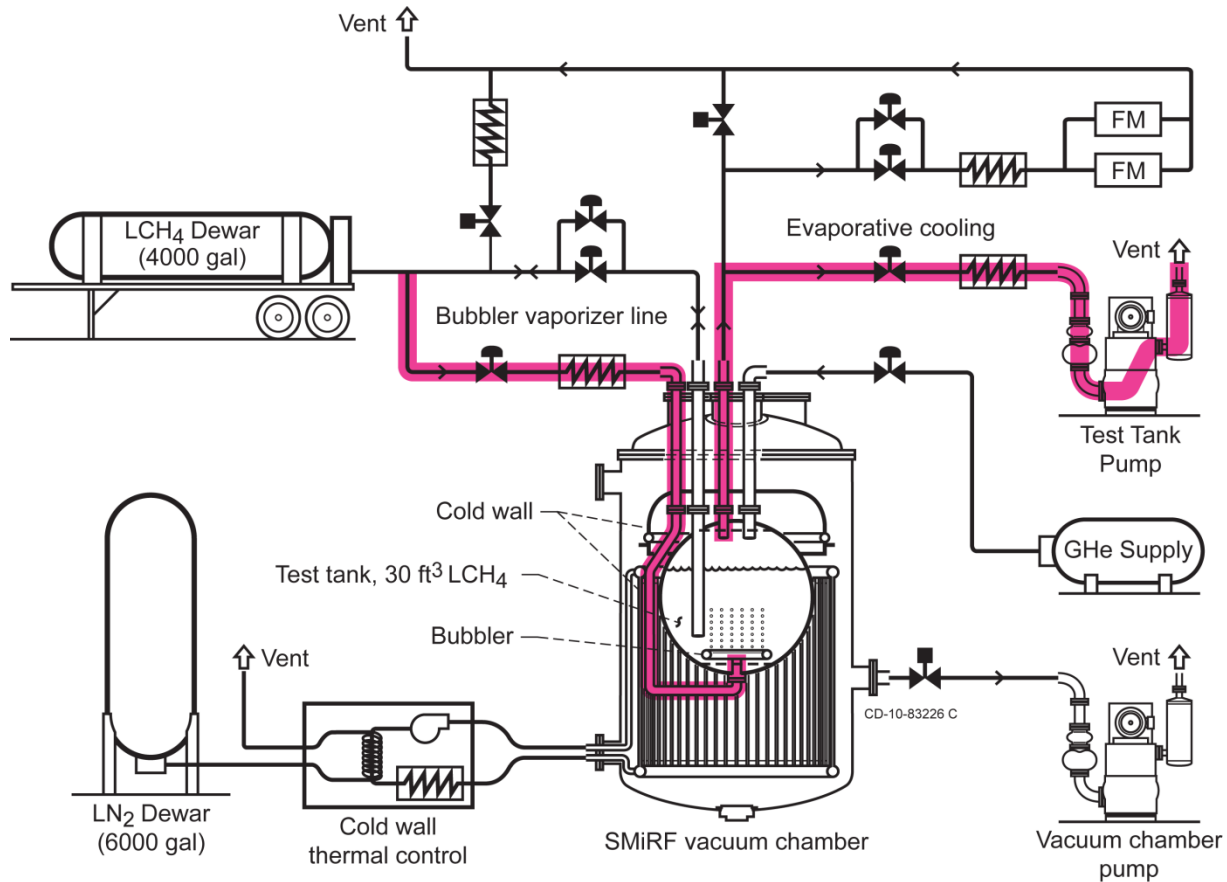 Vent
FM
FM
LCH₄ Dewar
(4000 gal)
Evaporative cooling
Vent
Bubbler vaporizer line
Test Tank
Pump
Cold wall
GHe Supply
Test tank, 30 ft³ LCH₄
Bubbler
Vent
Vent
CD-10-83226 C
LN₂ Dewar
(6000 gal)
Cold wall
thermal control
SMiRF vacuum chamber
Vacuum chamber
pump